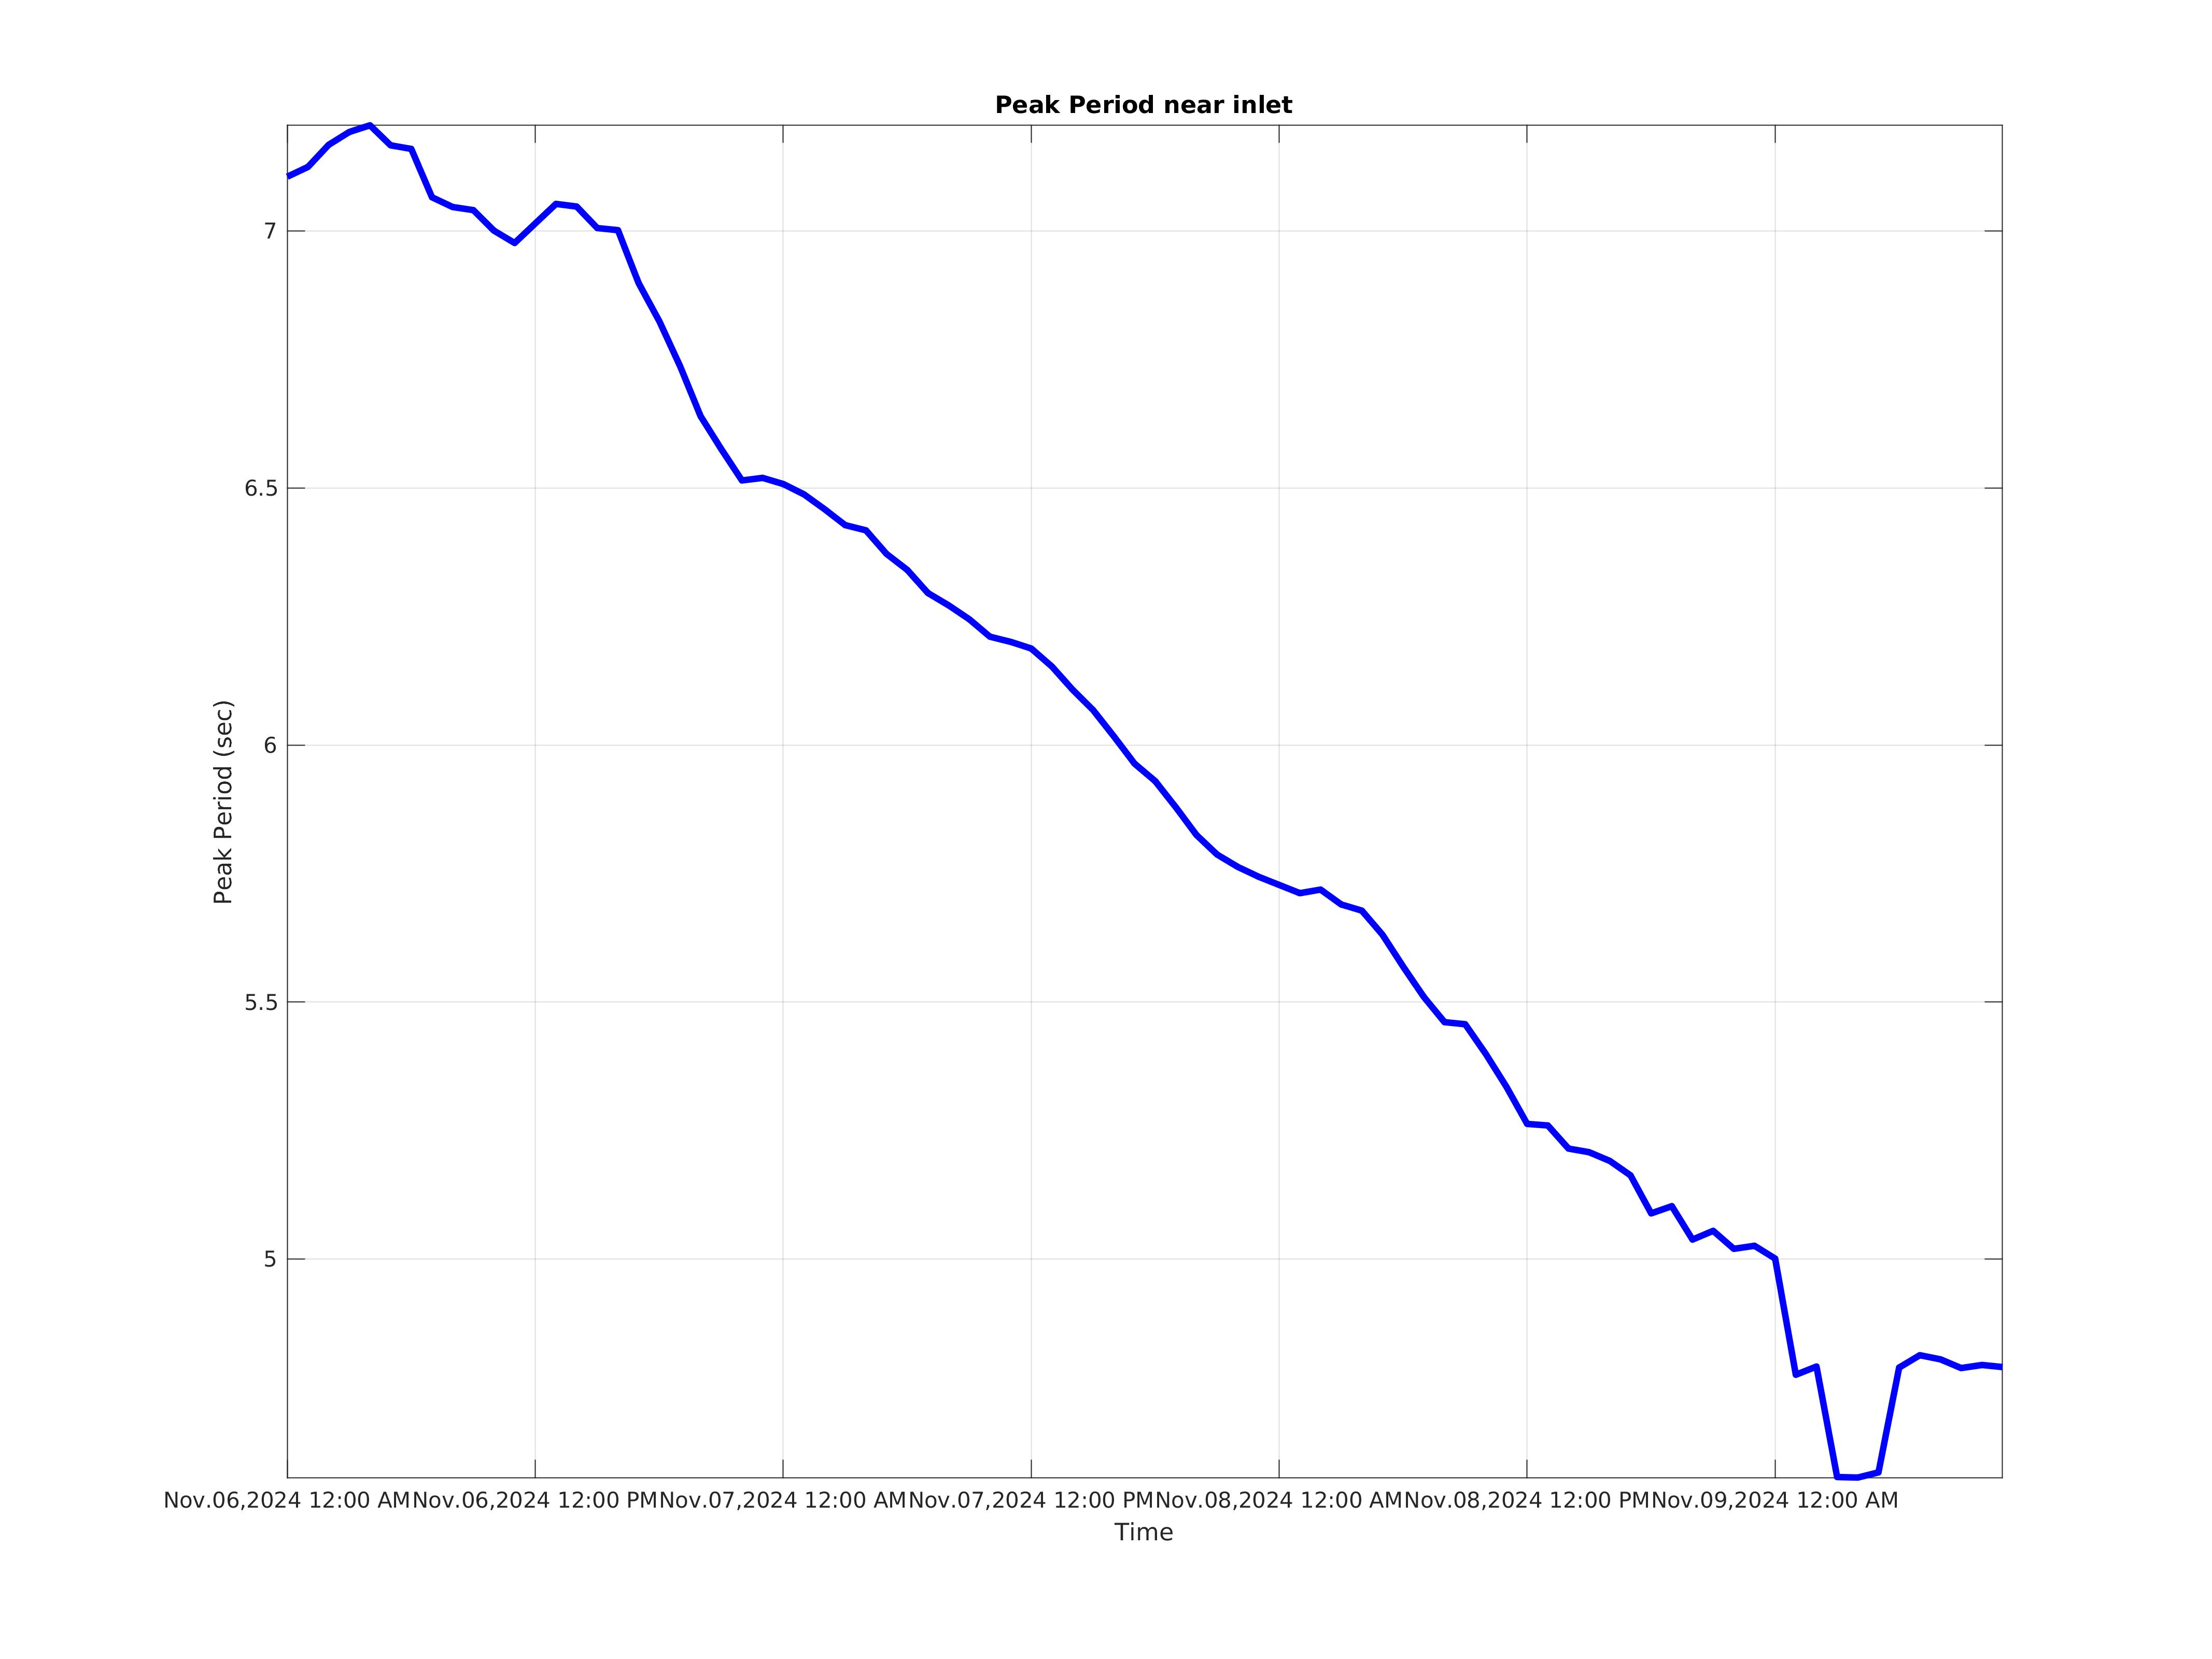 Peak Period near inlet
Peak Period (sec)
7
6.5
6
5.5
5
Nov.06,2024 12:00 AM
Nov.06,2024 12:00 PM
Nov.07,2024 12:00 AM
Nov.07,2024 12:00 PM
Nov.08,2024 12:00 AM
Nov.08,2024 12:00 PM
Nov.09,2024 12:00 AM
Time